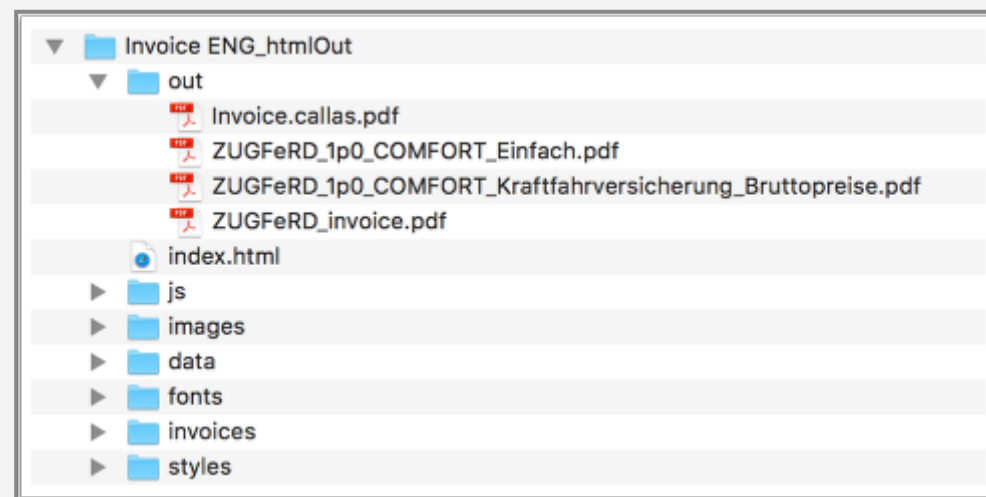 Invoice ENG_htmlOut
out
Invoice.callas.pdf
ZUGFeRD_1p0_COMFORT_Einfach.pdf
ZUGFeRD_1p0_COMFORT_Kraftfahrversicherung_Bruttopreise.pdf
ZUGFeRD_invoice.pdf
index.html
js
images
data
fonts
invoices
styles